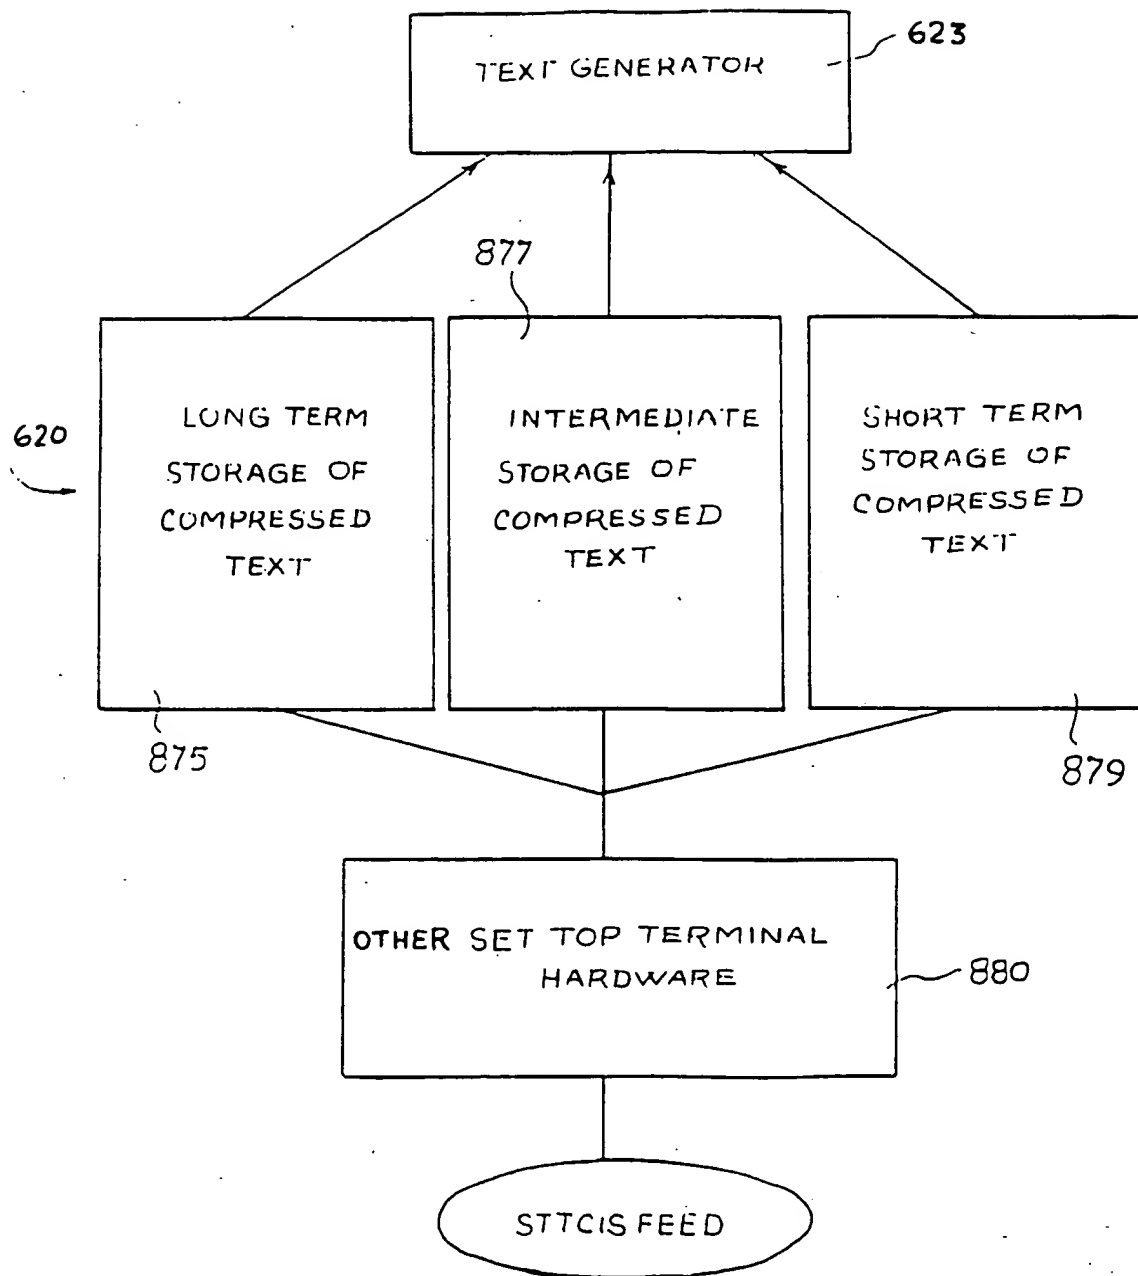 623
TEXT GENERATOR
877
620
LONG TERM
STORAGE OF
COMPRESSED
TEXT
INTERMEDIATE
STORAGE OF
COMPRESSED
TEXT
SHORT TERM
STORAGE OF
COMPRESSED
TEXT
875
879
OTHER SET TOP TERMINAL
HARDWARE
880
STTCIS FEED